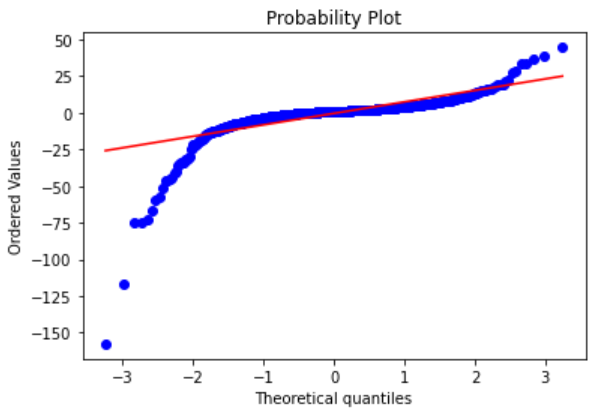 Probability Plot
50
25
0
−25
−50
−75
−100
−125
−150
Ordered Values
−3 −2 −1 0 1 2 3
Theoretical quantiles